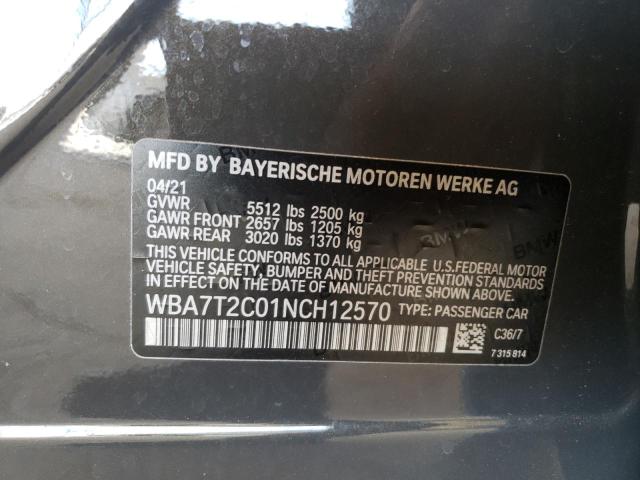 MFD BY BAYERISCHE MOTOREN WERKE AG
04/21
GVWR 5512 lbs 2500 kg
GAWR FRONT 2657 lbs 1205 kg
GAWR REAR 3020 lbs 1370 kg
THIS VEHICLE CONFORMS TO ALL APPLICABLE U.S.FEDERAL MOTOR
VEHICLE SAFETY, BUMPER AND THEFT PREVENTION STANDARDS
IN EFFECT ON THE DATE OF MANUFACTURE SHOWN ABOVE.
WBA7T2C01NCH12570 TYPE: PASSENGER CAR
C36/7
7 315 814